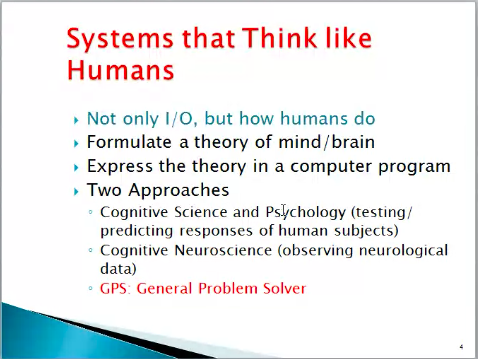 Systems that Think like
Humans
Not only I/O, but how humans do
Formulate a theory of mind/brain
Express the theory in a computer program
Two Approaches
Cognitive Science and Psychology (testing/
predicting responses of human subjects)
Cognitive Neuroscience (observing neurological
data)
GPS: General Problem Solver
4